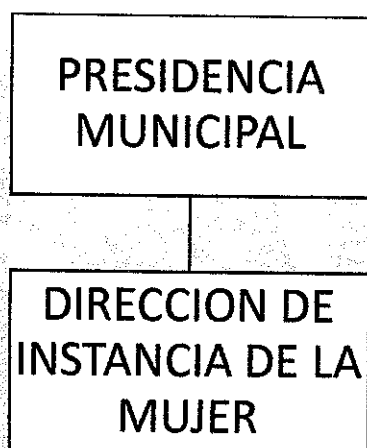 PRESIDENCIA
MUNICIPAL
DIRECCION DE
INSTANCIA DE LA
MUJER